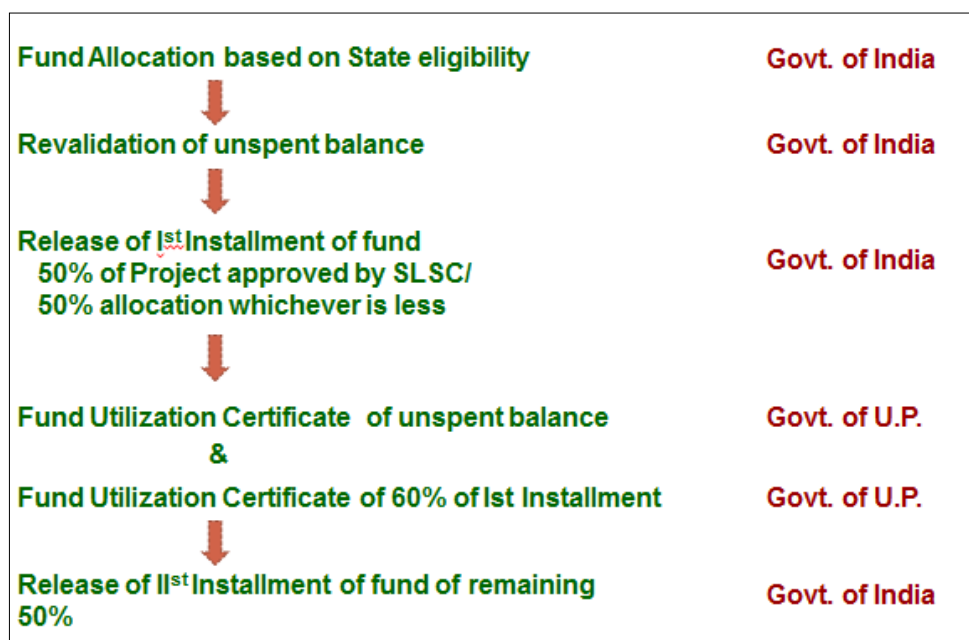 Fund Allocation based on State eligibility Govt. of India
Revalidation of unspent balance Govt. of India
Release of Ist Installment of fund
50% of Project approved by SLSC/ Govt. of India
50% allocation whichever is less
Fund Utilization Certificate of unspent balance Govt. of U.P.
&
Fund Utilization Certificate of 60% of Ist Installment Govt. of U.P.
Release of IIst Installment of fund of remaining Govt. of India
50%